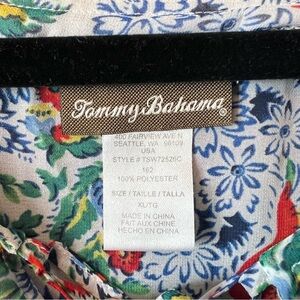 Tommy Bahama®
400 FAIRVIEW AVE N
SEATTLE, WA 98109
USA
STYLE # TSW72526C
162
100% POLYESTER
SIZE / TAILLE / TALLA
XL/TG
MADE IN CHINA
FAIT AUX CHINE
HECHO EN CHINA